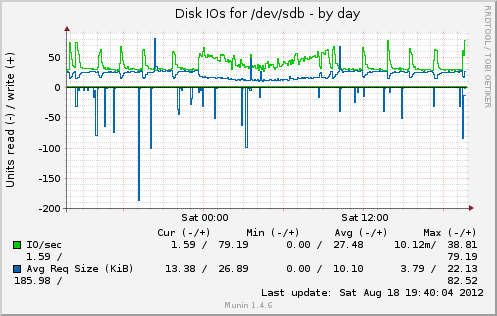 Disk IOs for /dev/sdb - by day
RRDTOOL / TOBI OETIKER
Units read (-) / write (+)
50
0
-50
-100
-150
-200
Sat 00:00 Sat 12:00
Cur (-/+) Min (-/+) Avg (-/+) Max (-/+)
IO/sec 1.59 / 79.19 0.00 / 27.48 10.12m/ 38.81
1.59 / 79.19
Avg Req Size (KiB) 13.38 / 26.89 0.00 / 10.10 3.79 / 22.13
185.98 / 82.52
Last update: Sat Aug 18 19:40:04 2012
Munin 1.4.6